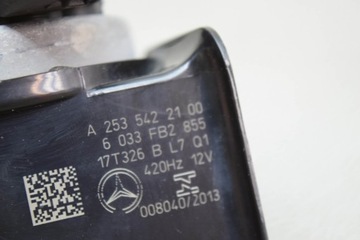 A 253 542 21 00
6 033 FB2 855
17T326 B L7 Q1
420Hz 12V
008040/2013